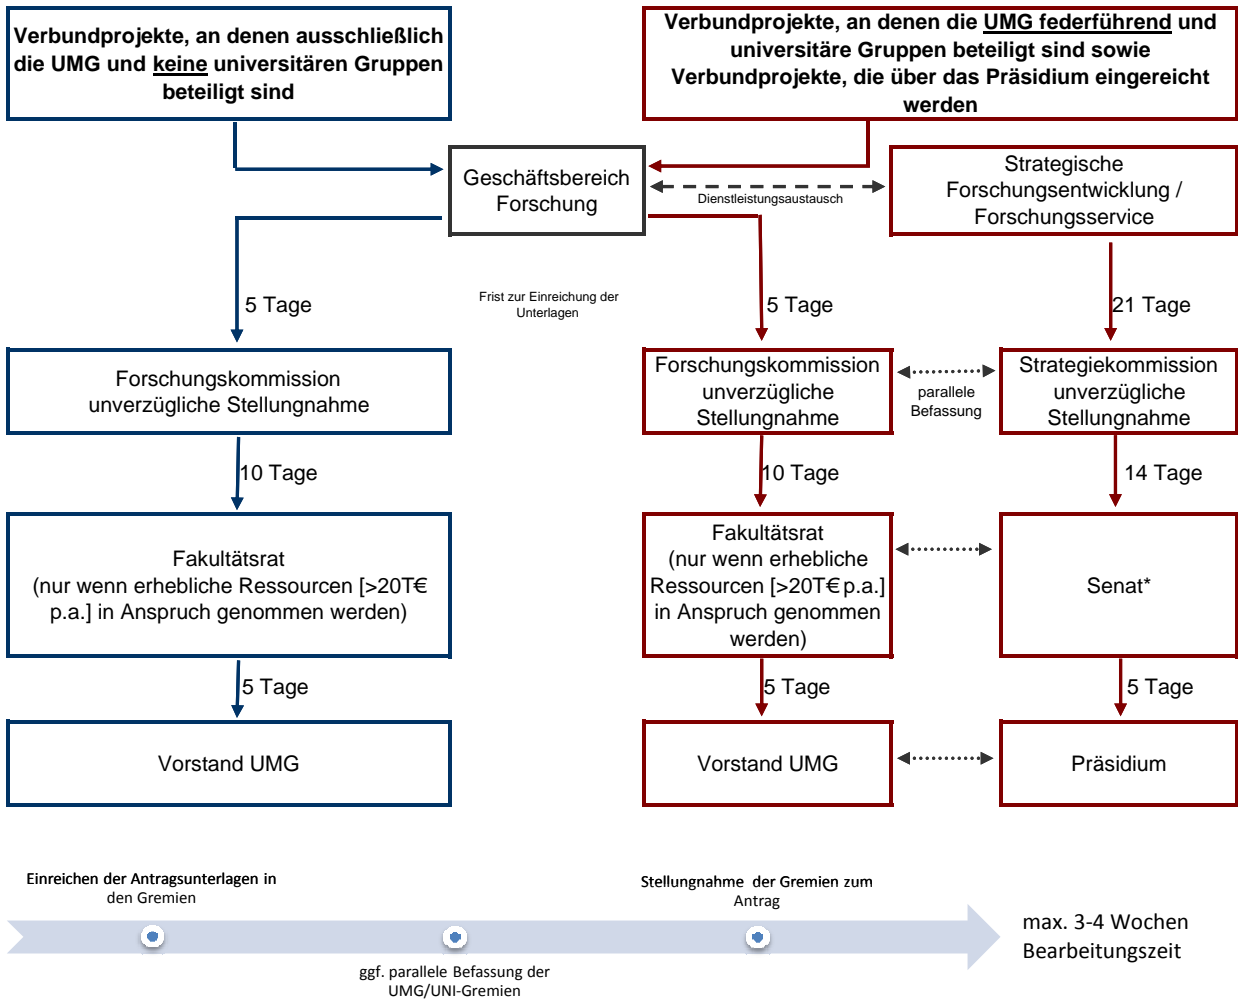 Verbundprojekte, an denen ausschließlich
die UMG und keine universitären Gruppen
beteiligt sind
Verbundprojekte, an denen die UMG federführend und
universitäre Gruppen beteiligt sind sowie
Verbundprojekte, die über das Präsidium eingereicht
werden
Geschäftsbereich
Forschung
Dienstleistungsaustausch
Strategische
Forschungsentwicklung /
Forschungsservice
5 Tage
Frist zur Einreichung der
Unterlagen
5 Tage
21 Tage
Forschungskommission
unverzügliche Stellungnahme
Forschungskommission
unverzügliche
Stellungnahme
parallele
Befassung
Strategiekommission
unverzügliche
Stellungnahme
10 Tage
10 Tage
14 Tage
Fakultätsrat
(nur wenn erhebliche Ressourcen [>20T€
p.a.] in Anspruch genommen werden)
Fakultätsrat
(nur wenn erhebliche
Ressourcen [>20T€ p.a.]
in Anspruch genommen
werden)
Senat*
5 Tage
5 Tage
5 Tage
Vorstand UMG
Vorstand UMG
Präsidium
Einreichen der Antragsunterlagen in
den Gremien
Stellungnahme der Gremien zum
Antrag
ggf. parallele Befassung der
UMG/UNI-Gremien
max. 3-4 Wochen
Bearbeitungszeit